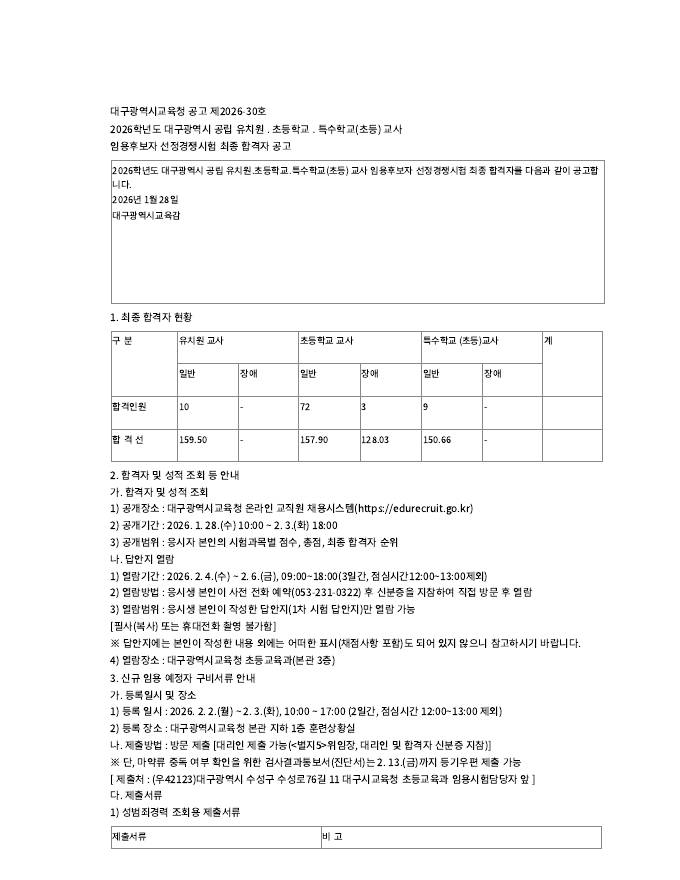 대구광역시교육청 공고 제2026-30호
2026학년도 대구광역시 공립 유치원 . 초등학교 . 특수학교(초등) 교사
임용후보자 선정경쟁시험 최종 합격자 공고
2026학년도 대구광역시 공립 유치원.초등학교.특수학교(초등) 교사 임용후보자 선정경쟁시험 최종 합격자를 다음과 같이 공고합
니다.
2026년 1월 28일
대구광역시교육감
1. 최종 합격자 현황
구 분 유치원 교사 초등학교 교사 특수학교 (초등)교사 계
일반 장애 일반 장애 일반 장애
합격인원 10 - 72 3 9 -
합 격 선 159.50 - 157.90 128.03 150.66 -
2. 합격자 및 성적 조회 등 안내
가. 합격자 및 성적 조회
1) 공개장소 : 대구광역시교육청 온라인 교직원 채용시스템(https://edurecruit.go.kr)
2) 공개기간 : 2026. 1. 28.(수) 10:00 ~ 2. 3.(화) 18:00
3) 공개범위 : 응시자 본인의 시험과목별 점수, 총점, 최종 합격자 순위
나. 답안지 열람
1) 열람기간 : 2026. 2. 4.(수) ~ 2. 6.(금), 09:00~18:00(3일간, 점심시간12:00~13:00제외)
2) 열람방법 : 응시생 본인이 사전 전화 예약(053-231-0322) 후 신분증을 지참하여 직접 방문 후 열람
3) 열람범위 : 응시생 본인이 작성한 답안지(1차 시험 답안지)만 열람 가능
[필사(복사) 또는 휴대전화 촬영 불가함]
※ 답안지에는 본인이 작성한 내용 외에는 어떠한 표시(채점사항 포함)도 되어 있지 않으니 참고하시기 바랍니다.
4) 열람장소 : 대구광역시교육청 초등교육과(본관 3층)
3. 신규 임용 예정자 구비서류 안내
가. 등록일시 및 장소
1) 등록 일시 : 2026. 2. 2.(월) ~ 2. 3.(화), 10:00 ~ 17:00 (2일간, 점심시간 12:00~13:00 제외)
2) 등록 장소 : 대구광역시교육청 본관 지하 1층 훈련상황실
나. 제출방법 : 방문 제출 [대리인 제출 가능(<별지5>위임장, 대리인 및 합격자 신분증 지참)]
※ 단, 마약류 중독 여부 확인을 위한 검사결과통보서(진단서)는 2. 13.(금)까지 등기우편 제출 가능
[ 제출처 : (우42123)대구광역시 수성구 수성로76길 11 대구시교육청 초등교육과 임용시험담당자 앞 ]
다. 제출서류
1) 성범죄경력 조회용 제출서류
제출서류 비 고